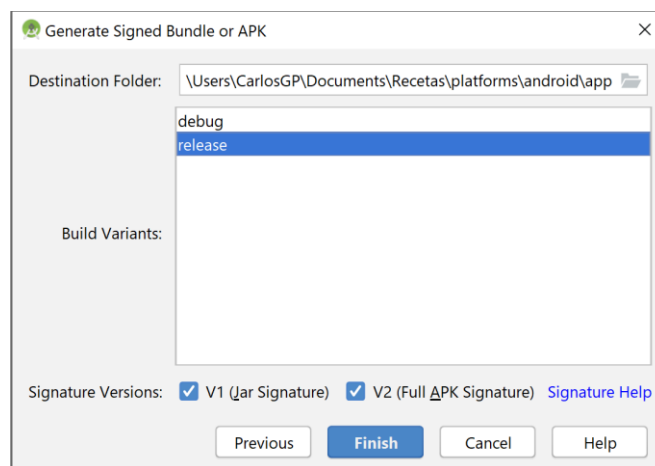 Generate Signed Bundle or APK
Destination Folder: \Users\CarlosGP\Documents\Recetas\platforms\android\app
debug
release
Build Variants:
Signature Versions: V1 (Jar Signature) V2 (Full APK Signature) Signature Help
Previous Finish Cancel Help